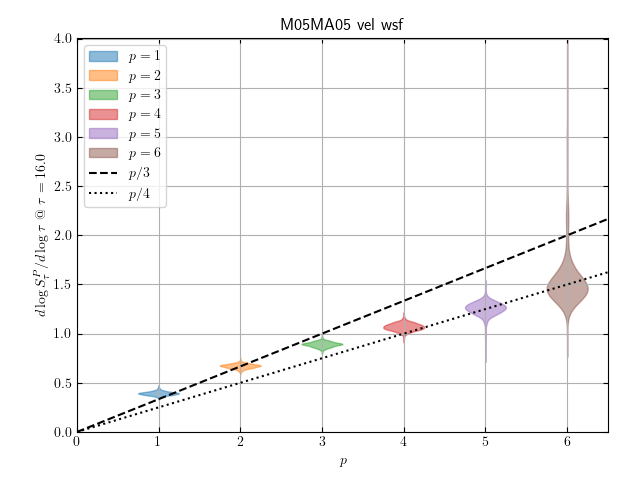 M05MA05 vel wsf
4.0
3.5
3.0
2.5
2.0
1.5
1.0
0.5
0.0
d log S_τ^P / d log τ @ τ = 16.0
p = 1
p = 2
p = 3
p = 4
p = 5
p = 6
p/3
p/4
0 1 2 3 4 5 6
p